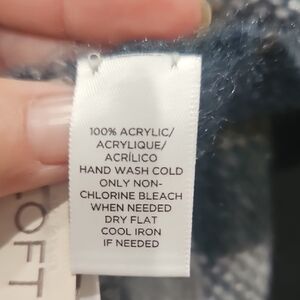 100% ACRYLIC/
ACRYLIQUE/
ACRÍLICO
HAND WASH COLD
ONLY NON-
CHLORINE BLEACH
WHEN NEEDED
DRY FLAT
COOL IRON
IF NEEDED
OFT